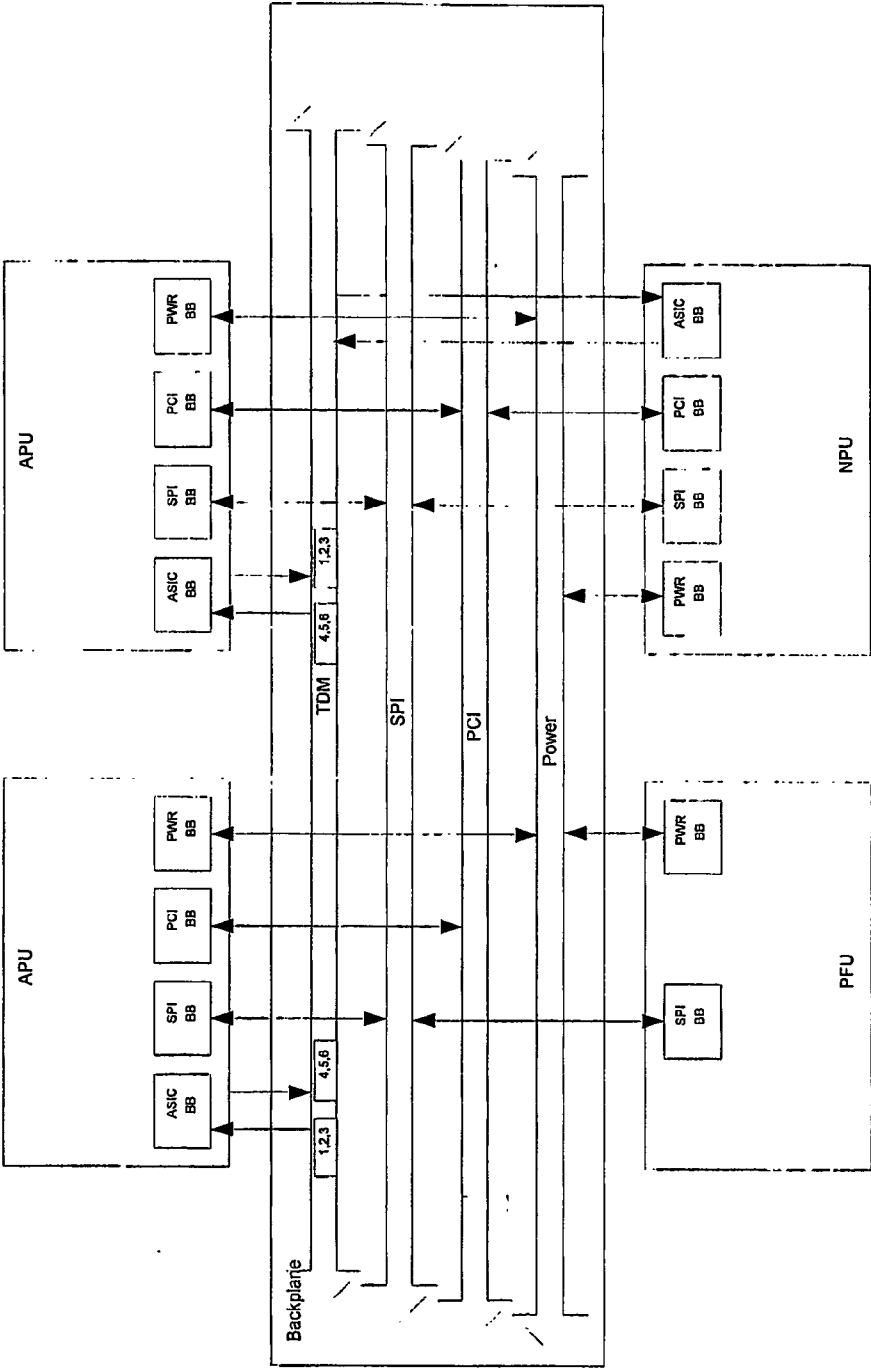 APU
ASIC
BB
SPI
BB
PCI
BB
PWR
BB
APU
ASIC
BB
SPI
BB
PCI
BB
PWR
BB
Backplane
1,2,3
4,5,6
TDM
4,5,6
1,2,3
SPI
PCI
Power
SPI
BB
PWR
BB
PFU
PWR
BB
SPI
BB
PCI
BB
ASIC
BB
NPU